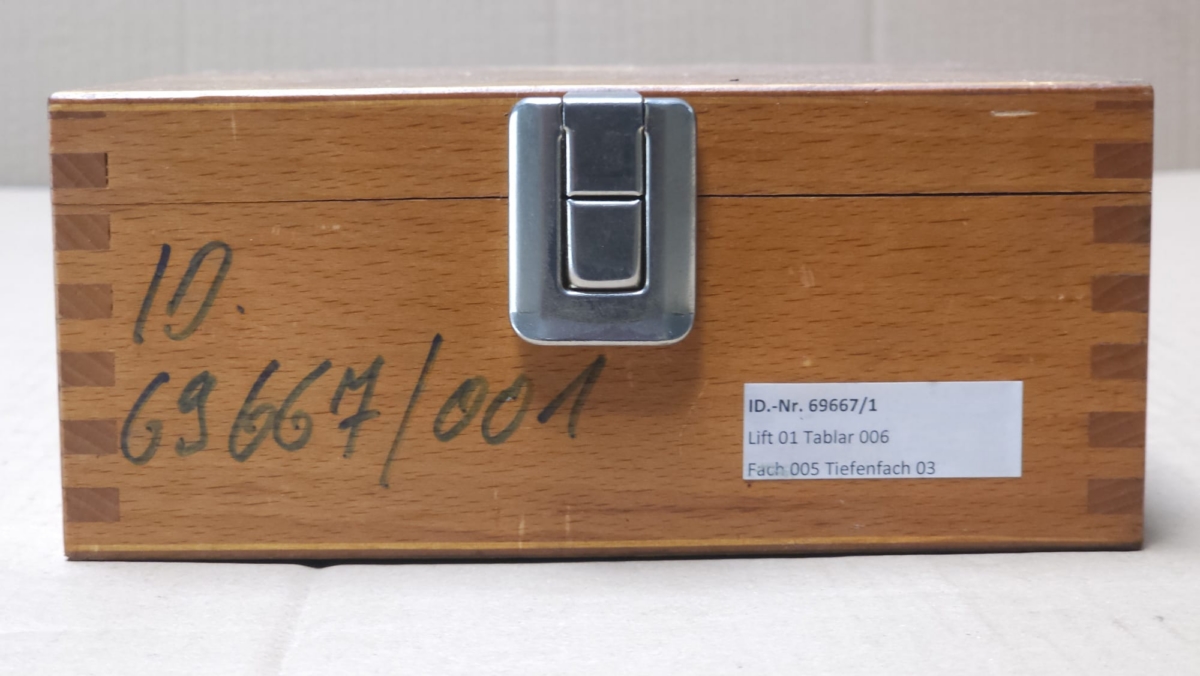 ID.
69667/001
ID.-Nr. 69667/1
Lift 01 Tablar 006
Fach 005 Tiefenfach 03